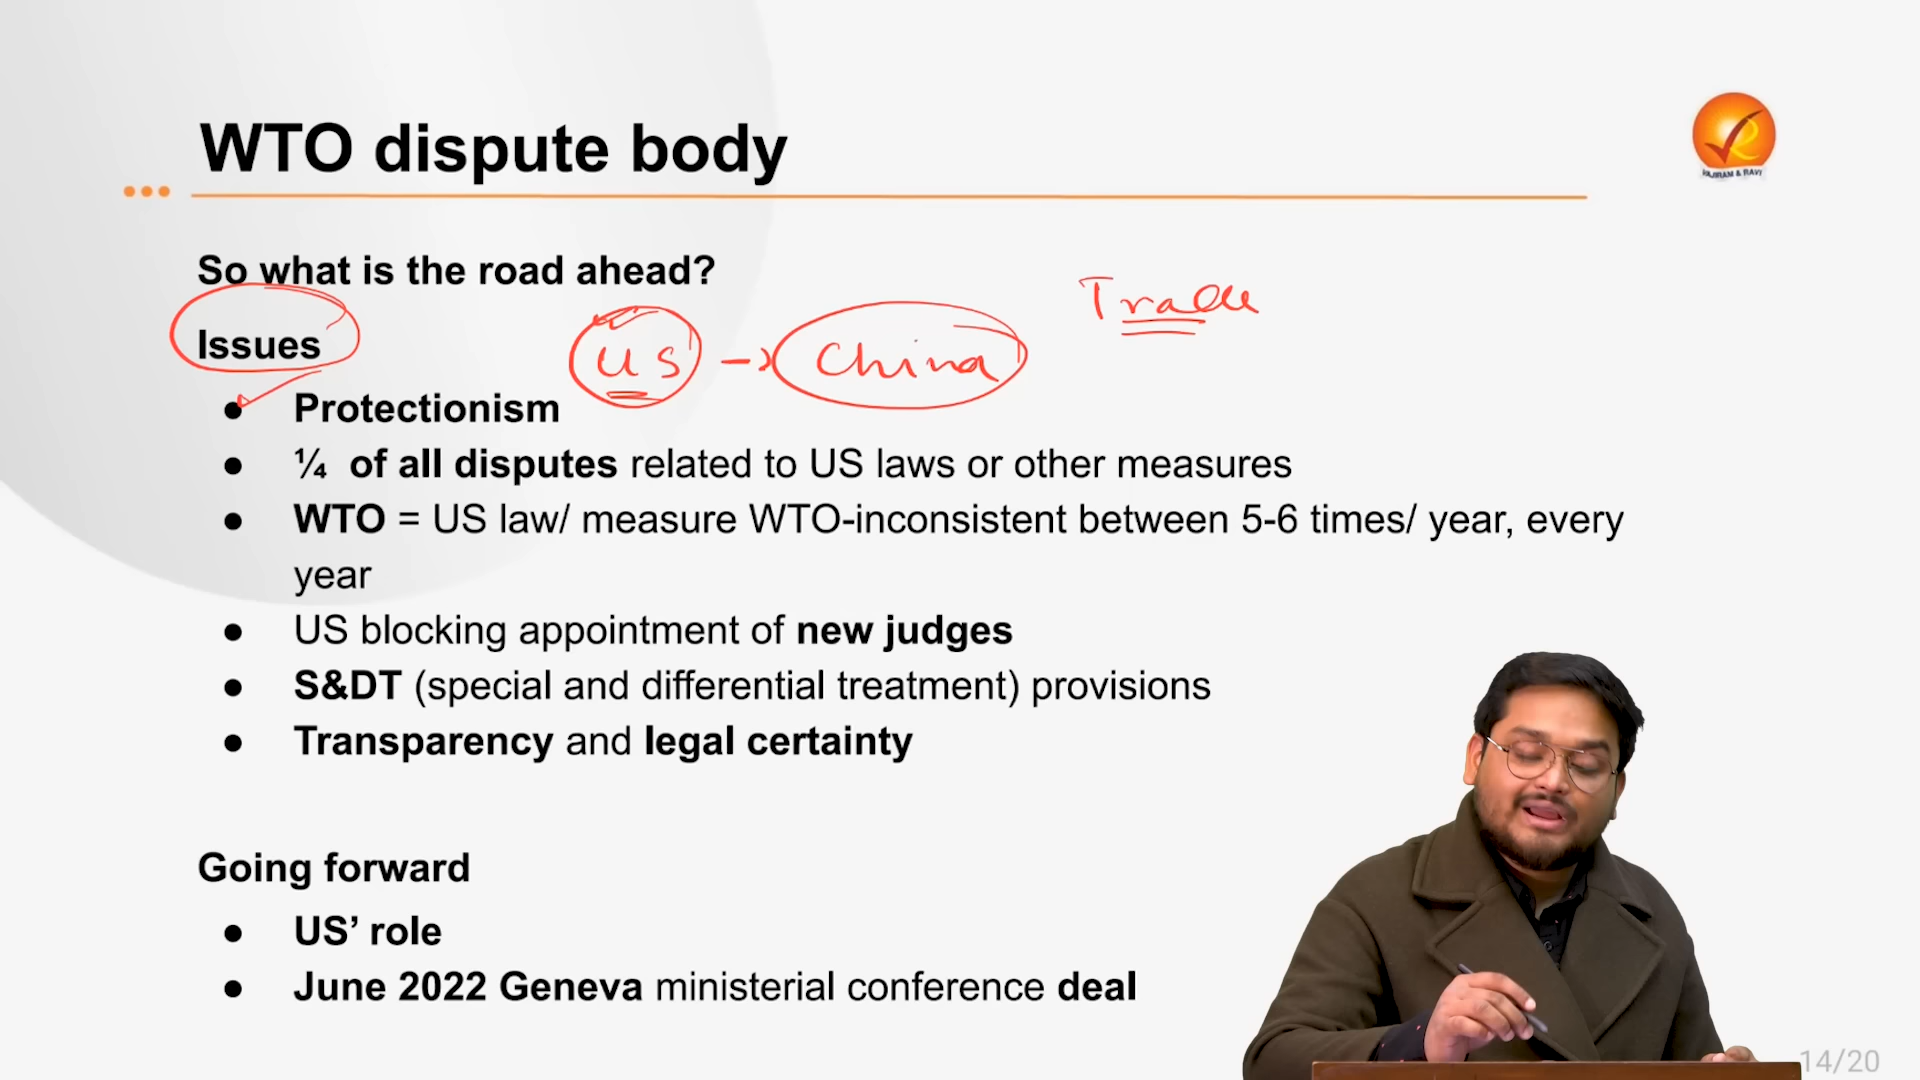 WTO dispute body
VAJIRAM & RAVI
So what is the road ahead?
Trade
Issues
US -> China
● Protectionism
● ¼ of all disputes related to US laws or other measures
● WTO = US law/ measure WTO-inconsistent between 5-6 times/ year, every
year
● US blocking appointment of new judges
● S&DT (special and differential treatment) provisions
● Transparency and legal certainty
Going forward
● US’ role
● June 2022 Geneva ministerial conference deal
14/20